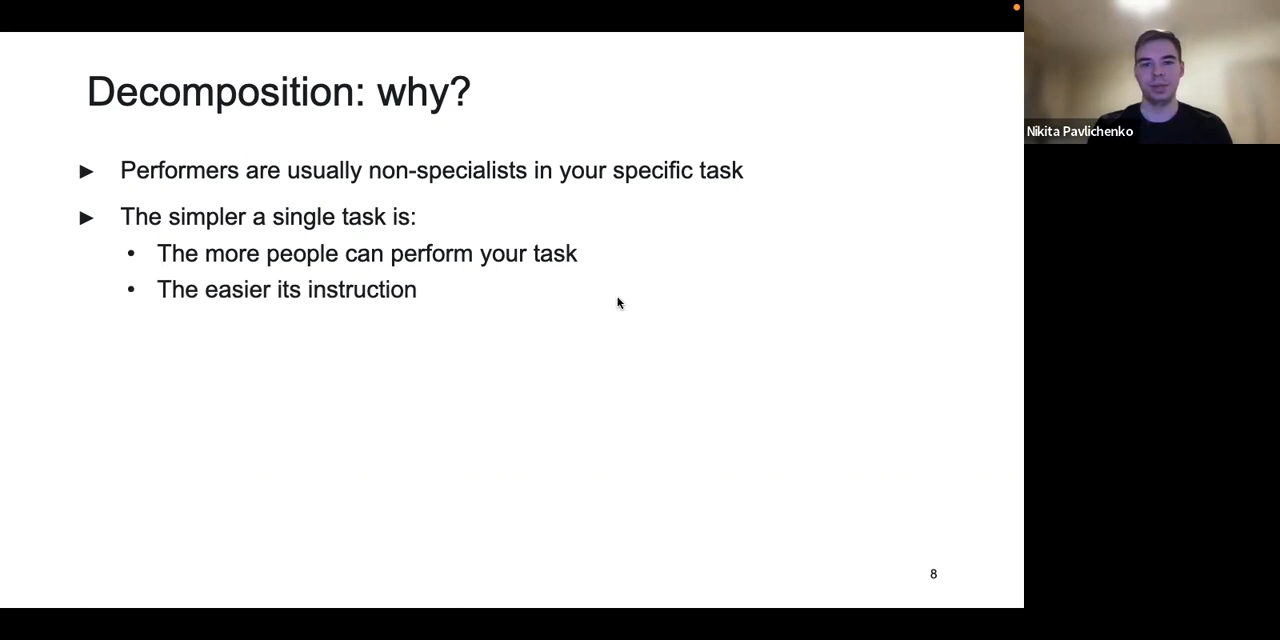 Decomposition: why?
► Performers are usually non-specialists in your specific task
► The simpler a single task is:
• The more people can perform your task
• The easier its instruction
8
Nikita Pavlichenko